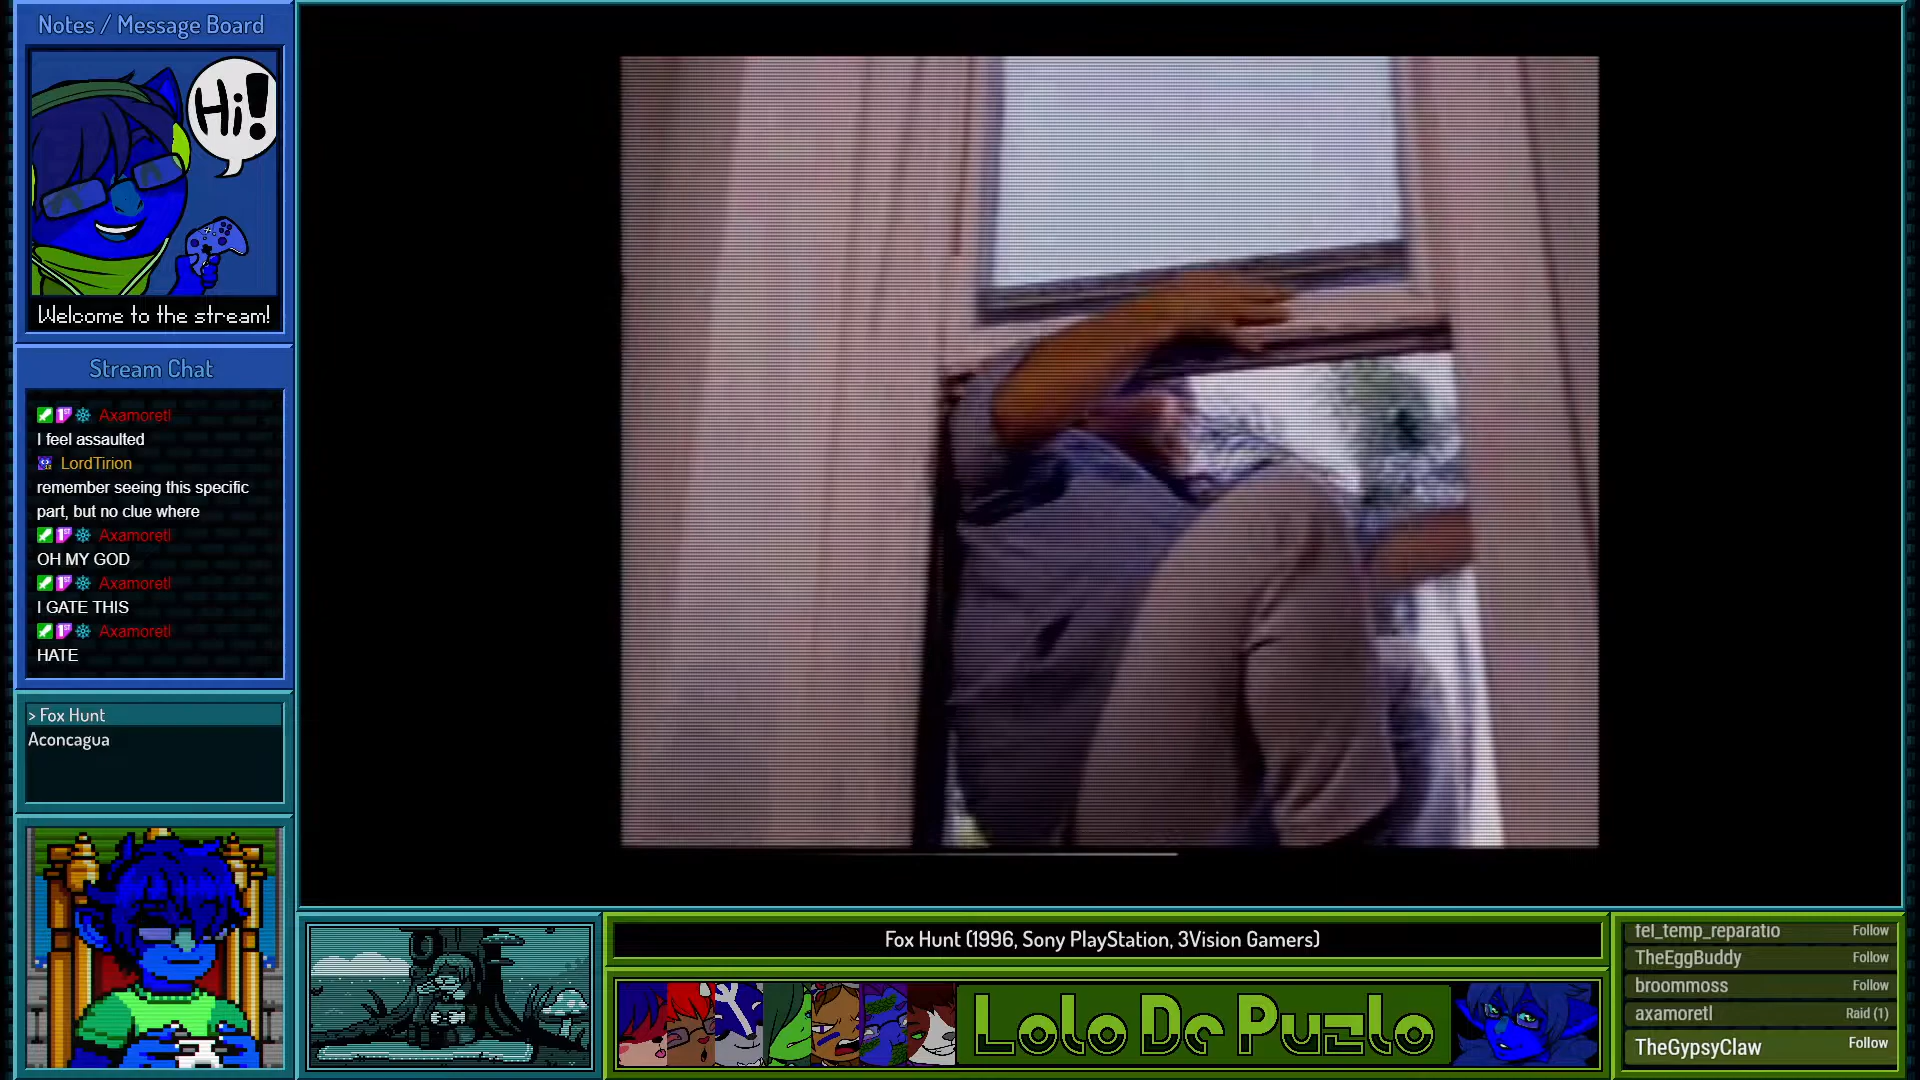 Notes / Message Board
Hi!
Welcome to the stream!
Stream Chat
Axamoretl
I feel assaulted
LordTirion
remember seeing this specific
part, but no clue where
Axamoretl
OH MY GOD
Axamoretl
I GATE THIS
Axamoretl
HATE
> Fox Hunt
Aconcagua
Fox Hunt (1996, Sony PlayStation, 3Vision Gamers)
Lolo De Puzlo
fel_temp_reparatio Follow
TheEggBuddy Follow
broommoss Follow
axamoretl Raid (1)
TheGypsyClaw Follow